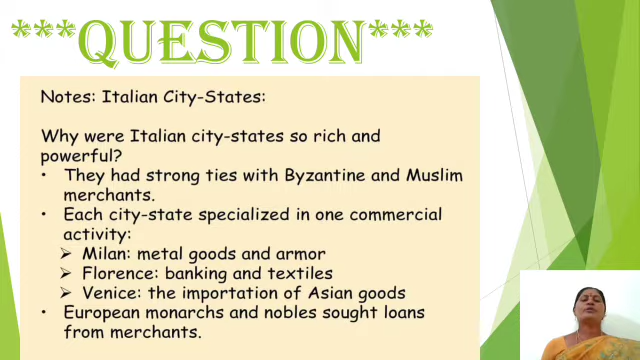 ***QUESTION***
Notes: Italian City-States:
Why were Italian city-states so rich and
powerful?
• They had strong ties with Byzantine and Muslim
merchants.
• Each city-state specialized in one commercial
activity:
➢ Milan: metal goods and armor
➢ Florence: banking and textiles
➢ Venice: the importation of Asian goods
• European monarchs and nobles sought loans
from merchants.